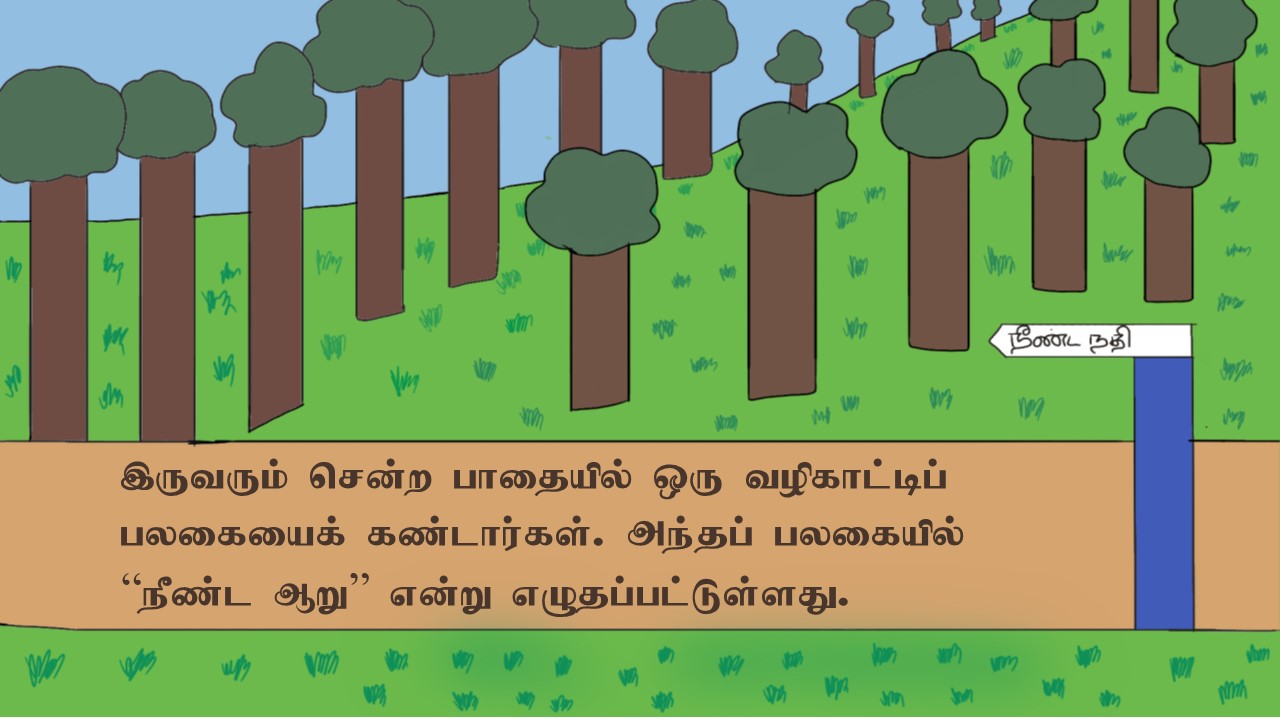 நீண்ட நதி
இருவரும் சென்ற பாதையில் ஒரு வழிகாட்டிப்
பலகையைக் கண்டார்கள். அந்தப் பலகையில்
“நீண்ட ஆறு” என்று எழுதப்பட்டுள்ளது.